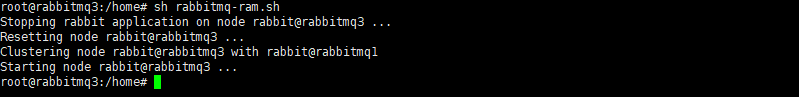 root@rabbitmq3:/home# sh rabbitmq-ram.sh
Stopping rabbit application on node rabbit@rabbitmq3 ...
Resetting node rabbit@rabbitmq3 ...
Clustering node rabbit@rabbitmq3 with rabbit@rabbitmq1
Starting node rabbit@rabbitmq3 ...
root@rabbitmq3:/home#